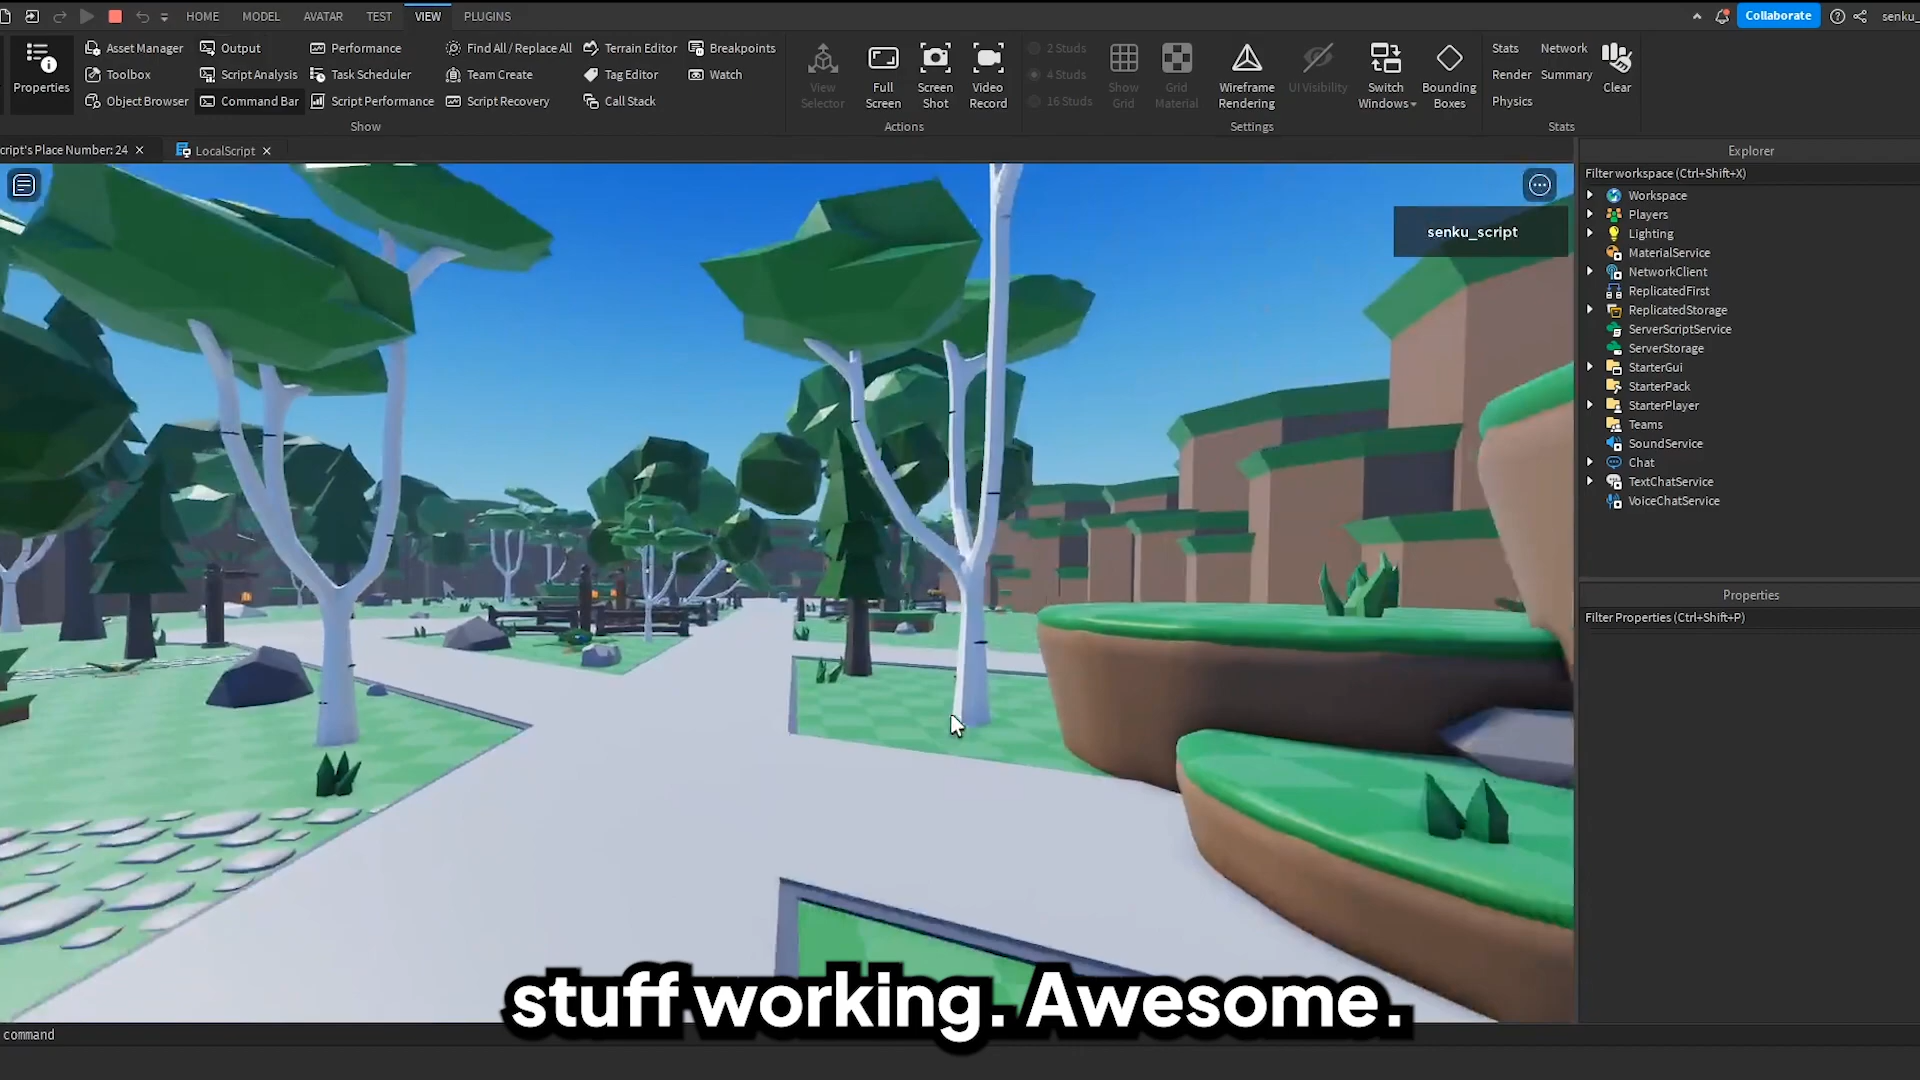 HOME MODEL AVATAR TEST VIEW PLUGINS
Collaborate senku_
Properties
Asset Manager
Toolbox
Object Browser
Output
Script Analysis
Command Bar
Performance
Task Scheduler
Script Performance
Find All / Replace All
Team Create
Script Recovery
Terrain Editor
Tag Editor
Call Stack
Breakpoints
Watch
Show
View
Selector
Full
Screen
Screen
Shot
Video
Record
Actions
2 Studs
4 Studs
16 Studs
Show
Grid
Grid
Material
Wireframe
Rendering
UI Visibility
Switch
Windows
Bounding
Boxes
Settings
Stats
Render
Physics
Network
Summary
Clear
Stats
cript's Place Number: 24
LocalScript
senku_script
Explorer
Filter workspace (Ctrl+Shift+X)
Workspace
Players
Lighting
MaterialService
NetworkClient
ReplicatedFirst
ReplicatedStorage
ServerScriptService
ServerStorage
StarterGui
StarterPack
StarterPlayer
Teams
SoundService
Chat
TextChatService
VoiceChatService
Properties
Filter Properties (Ctrl+Shift+P)
stuff working. Awesome.
command